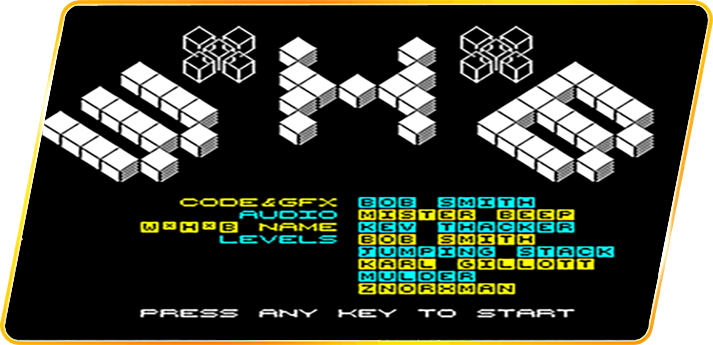 W*H*B
CODE&GFX BOB SMITH
AUDIO MISTER BEEP
W*H*B NAME KEV THACKER
LEVELS BOB SMITH
JUMPING STACK
KARL GILLOTT
MULDER
ZNORXMAN
PRESS ANY KEY TO START